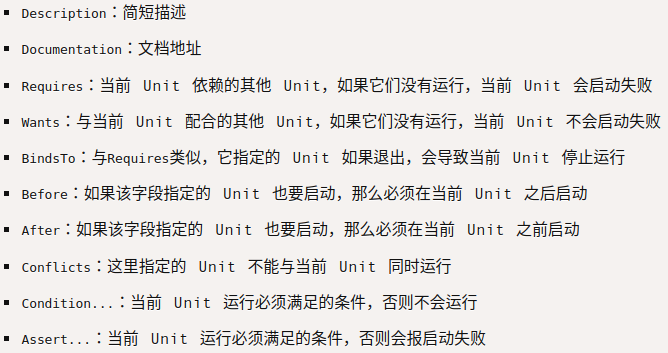 Description：简短描述
Documentation：文档地址
Requires：当前 Unit 依赖的其他 Unit，如果它们没有运行，当前 Unit 会启动失败
Wants：与当前 Unit 配合的其他 Unit，如果它们没有运行，当前 Unit 不会启动失败
BindsTo：与Requires类似，它指定的 Unit 如果退出，会导致当前 Unit 停止运行
Before：如果该字段指定的 Unit 也要启动，那么必须在当前 Unit 之后启动
After：如果该字段指定的 Unit 也要启动，那么必须在当前 Unit 之前启动
Conflicts：这里指定的 Unit 不能与当前 Unit 同时运行
Condition...：当前 Unit 运行必须满足的条件，否则不会运行
Assert...：当前 Unit 运行必须满足的条件，否则会报启动失败